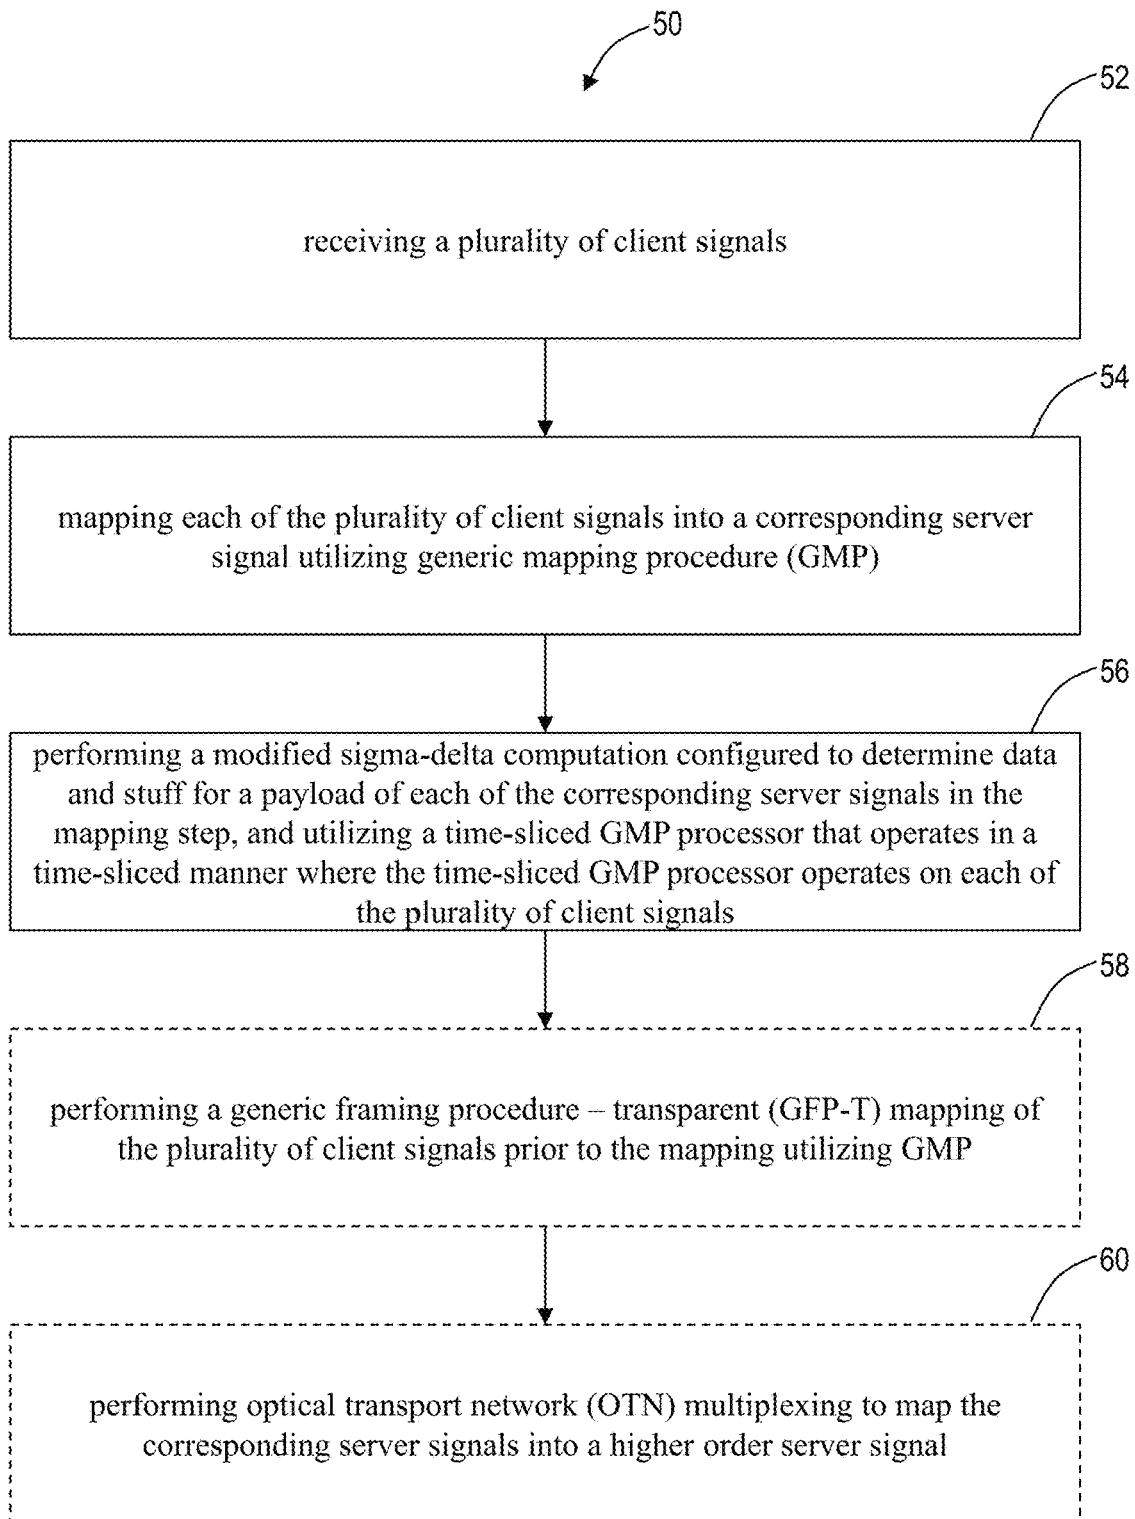 50
52
receiving a plurality of client signals
54
mapping each of the plurality of client signals into a corresponding server
signal utilizing generic mapping procedure (GMP)
56
performing a modified sigma-delta computation configured to determine data
and stuff for a payload of each of the corresponding server signals in the
mapping step, and utilizing a time-sliced GMP processor that operates in a
time-sliced manner where the time-sliced GMP processor operates on each of
the plurality of client signals
58
performing a generic framing procedure – transparent (GFP-T) mapping of
the plurality of client signals prior to the mapping utilizing GMP
60
performing optical transport network (OTN) multiplexing to map the
corresponding server signals into a higher order server signal